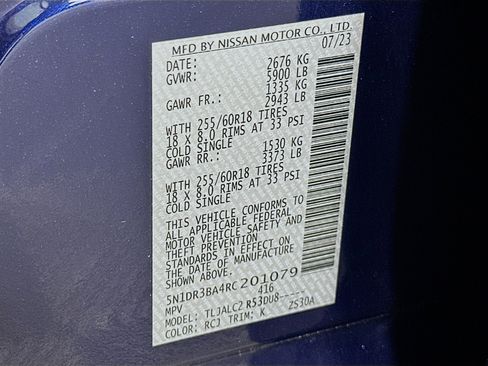 MFD BY NISSAN MOTOR CO., LTD.
DATE: 07/23
GVWR: 2676 KG
5900 LB
GAWR FR.: 1335 KG
2943 LB
WITH 255/60R18 TIRES
18 X 8.0 RIMS AT 33 PSI
COLD SINGLE
GAWR RR.: 1530 KG
3373 LB
WITH 255/60R18 TIRES
18 X 8.0 RIMS AT 33 PSI
COLD SINGLE
THIS VEHICLE CONFORMS TO
ALL APPLICABLE FEDERAL
MOTOR VEHICLE SAFETY AND
THEFT PREVENTION
STANDARDS IN EFFECT ON
THE DATE OF MANUFACTURE
SHOWN ABOVE.
5N1DR3BA4RC201079
MPV 416
MODEL: TLJALC2 R53DU8-----
COLOR: RCJ TRIM: K ZS30A